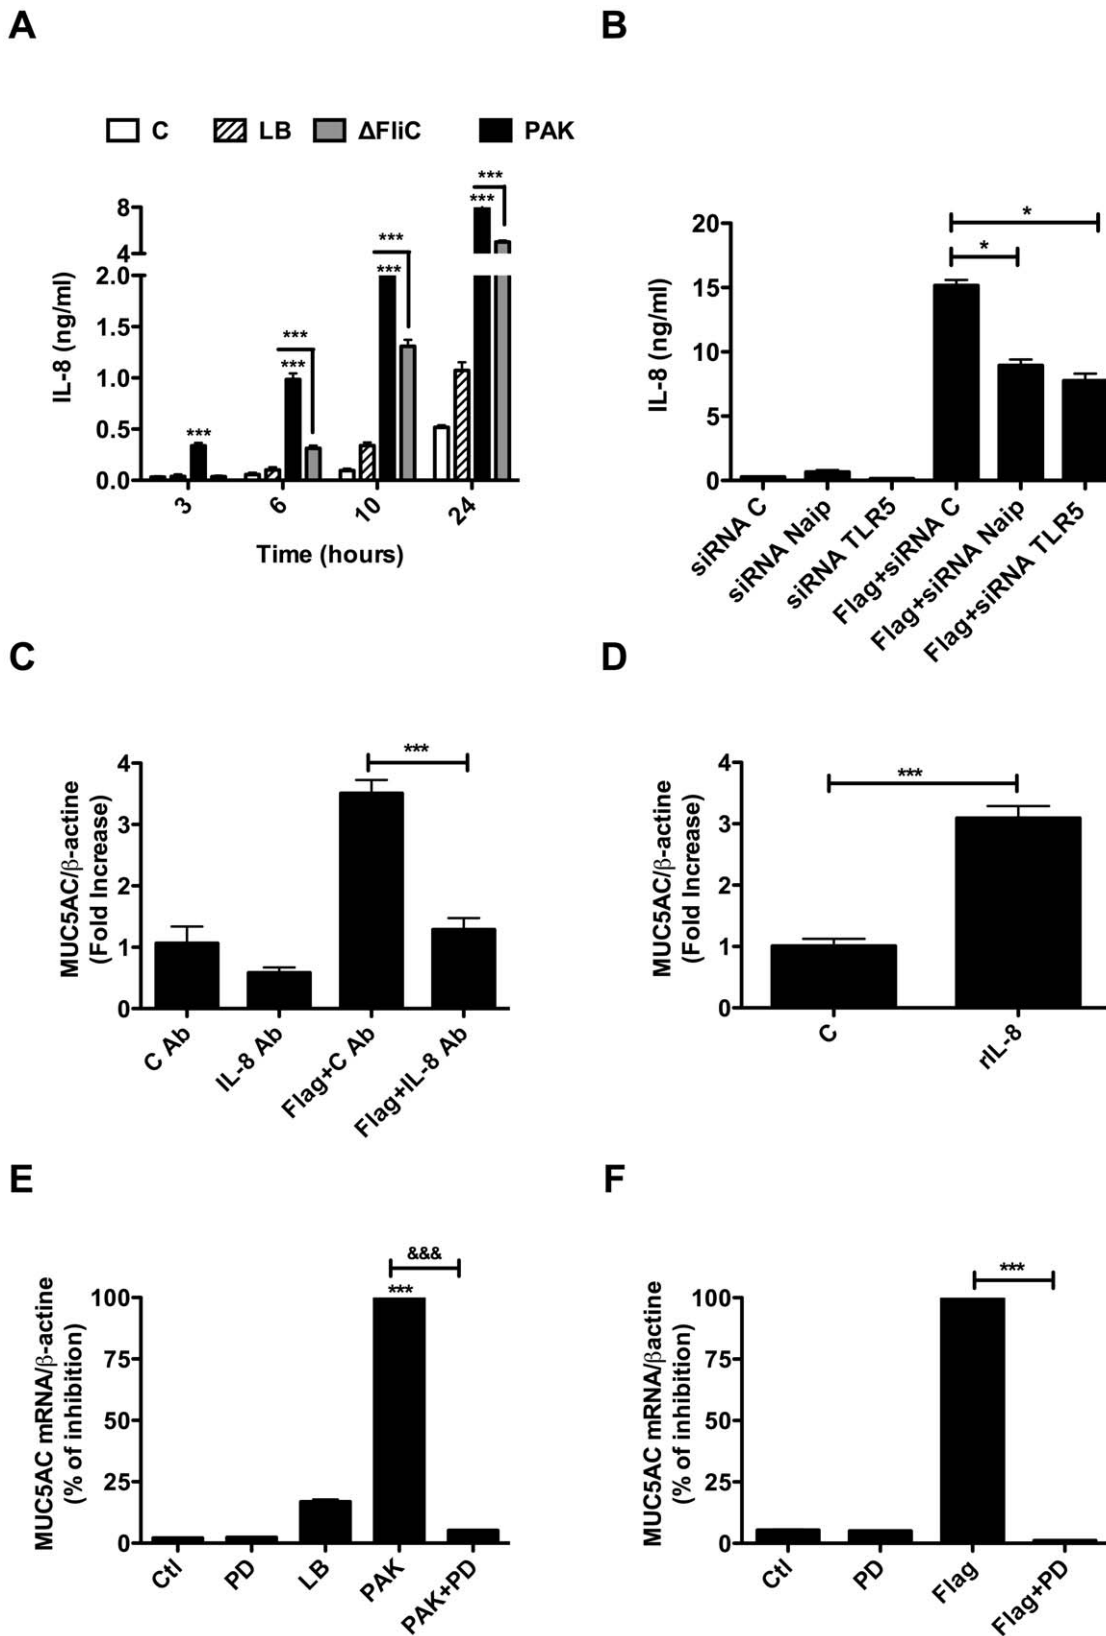 A
B
C LB ΔFliC PAK
***
***
8
4
2.0
1.5
1.0
0.5
0.0
IL-8 (ng/ml)
***
***
***
***
***
3 6 10 24
Time (hours)
20
15
10
5
0
IL-8 (ng/ml)
*
*
siRNA C
siRNA Naip
siRNA TLR5
Flag+siRNA C
Flag+siRNA Naip
Flag+siRNA TLR5
C
D
4
3
2
1
0
MUC5AC/β-actine
(Fold Increase)
***
C Ab
IL-8 Ab
Flag+C Ab
Flag+IL-8 Ab
4
3
2
1
0
MUC5AC/β-actine
(Fold Increase)
***
C
rIL-8
E
F
100
75
50
25
0
MUC5AC mRNA/β-actine
(% of inhibition)
&&&
***
Ctl
PD
LB
PAK
PAK+PD
100
75
50
25
0
MUC5AC mRNA/βactine
(% of inhibition)
***
Ctl
PD
Flag
Flag+PD